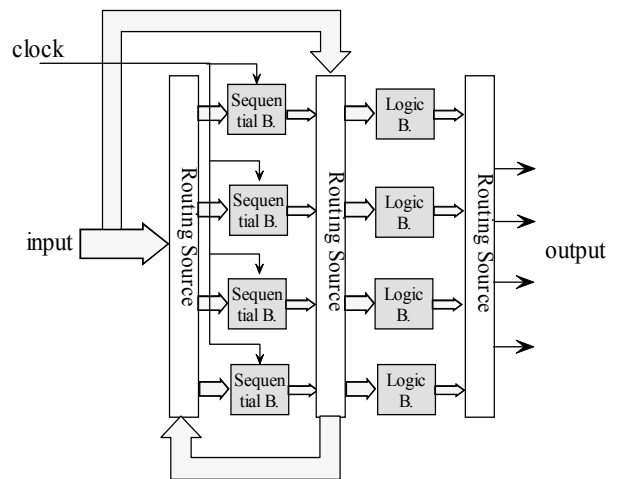 clock
Sequen
tial B.
Logic
B.
Sequen
tial B.
Logic
B.
Sequen
tial B.
Logic
B.
Sequen
tial B.
Logic
B.
Routing Source
Routing Source
Routing Source
input
output